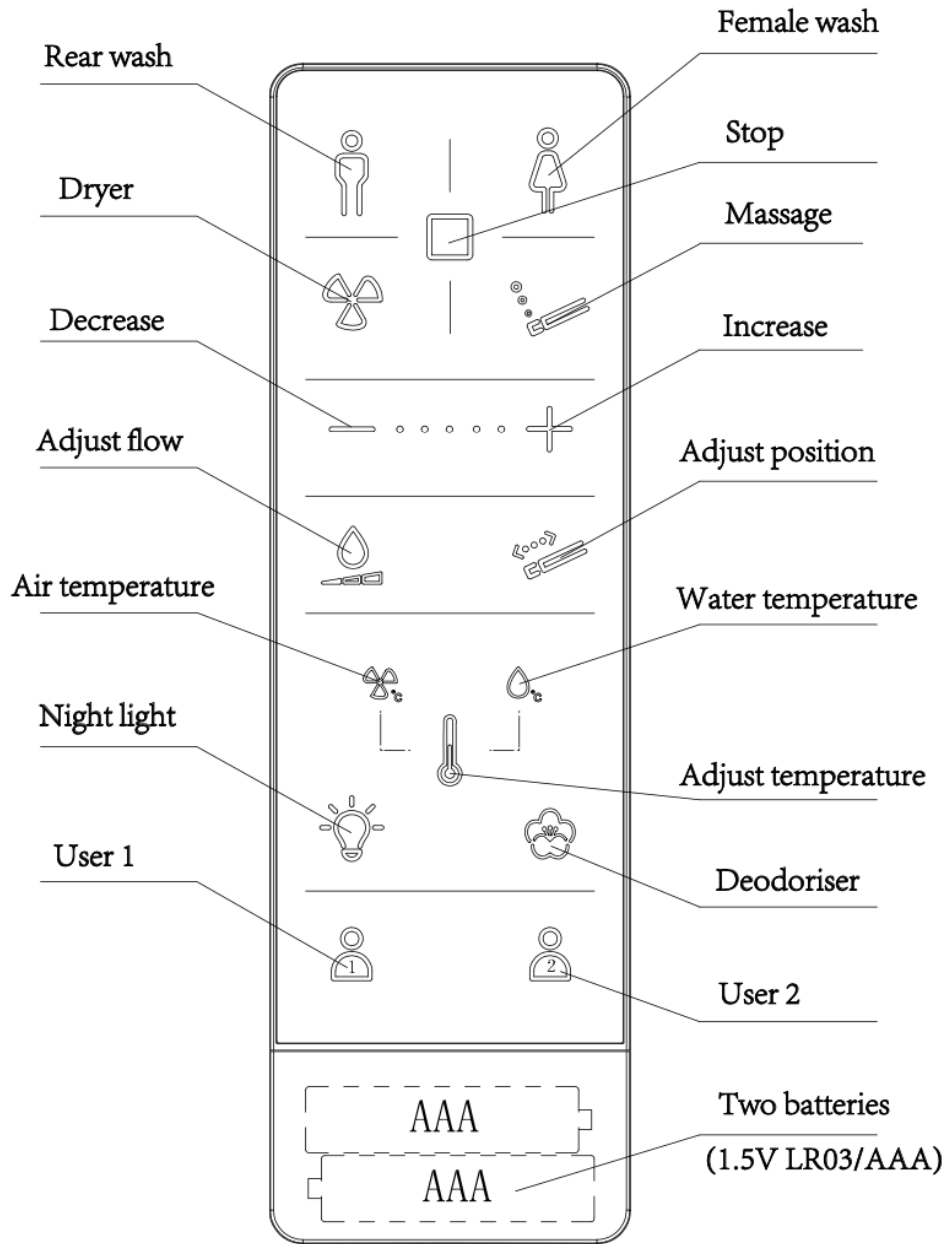 Female wash
Rear wash
Stop
Dryer
Massage
Decrease
Increase
Adjust flow
Adjust position
Air temperature
Water temperature
°C
°C
Night light
Adjust temperature
User 1
Deodoriser
1
2
User 2
AAA
Two batteries
(1.5V LR03/AAA)
AAA